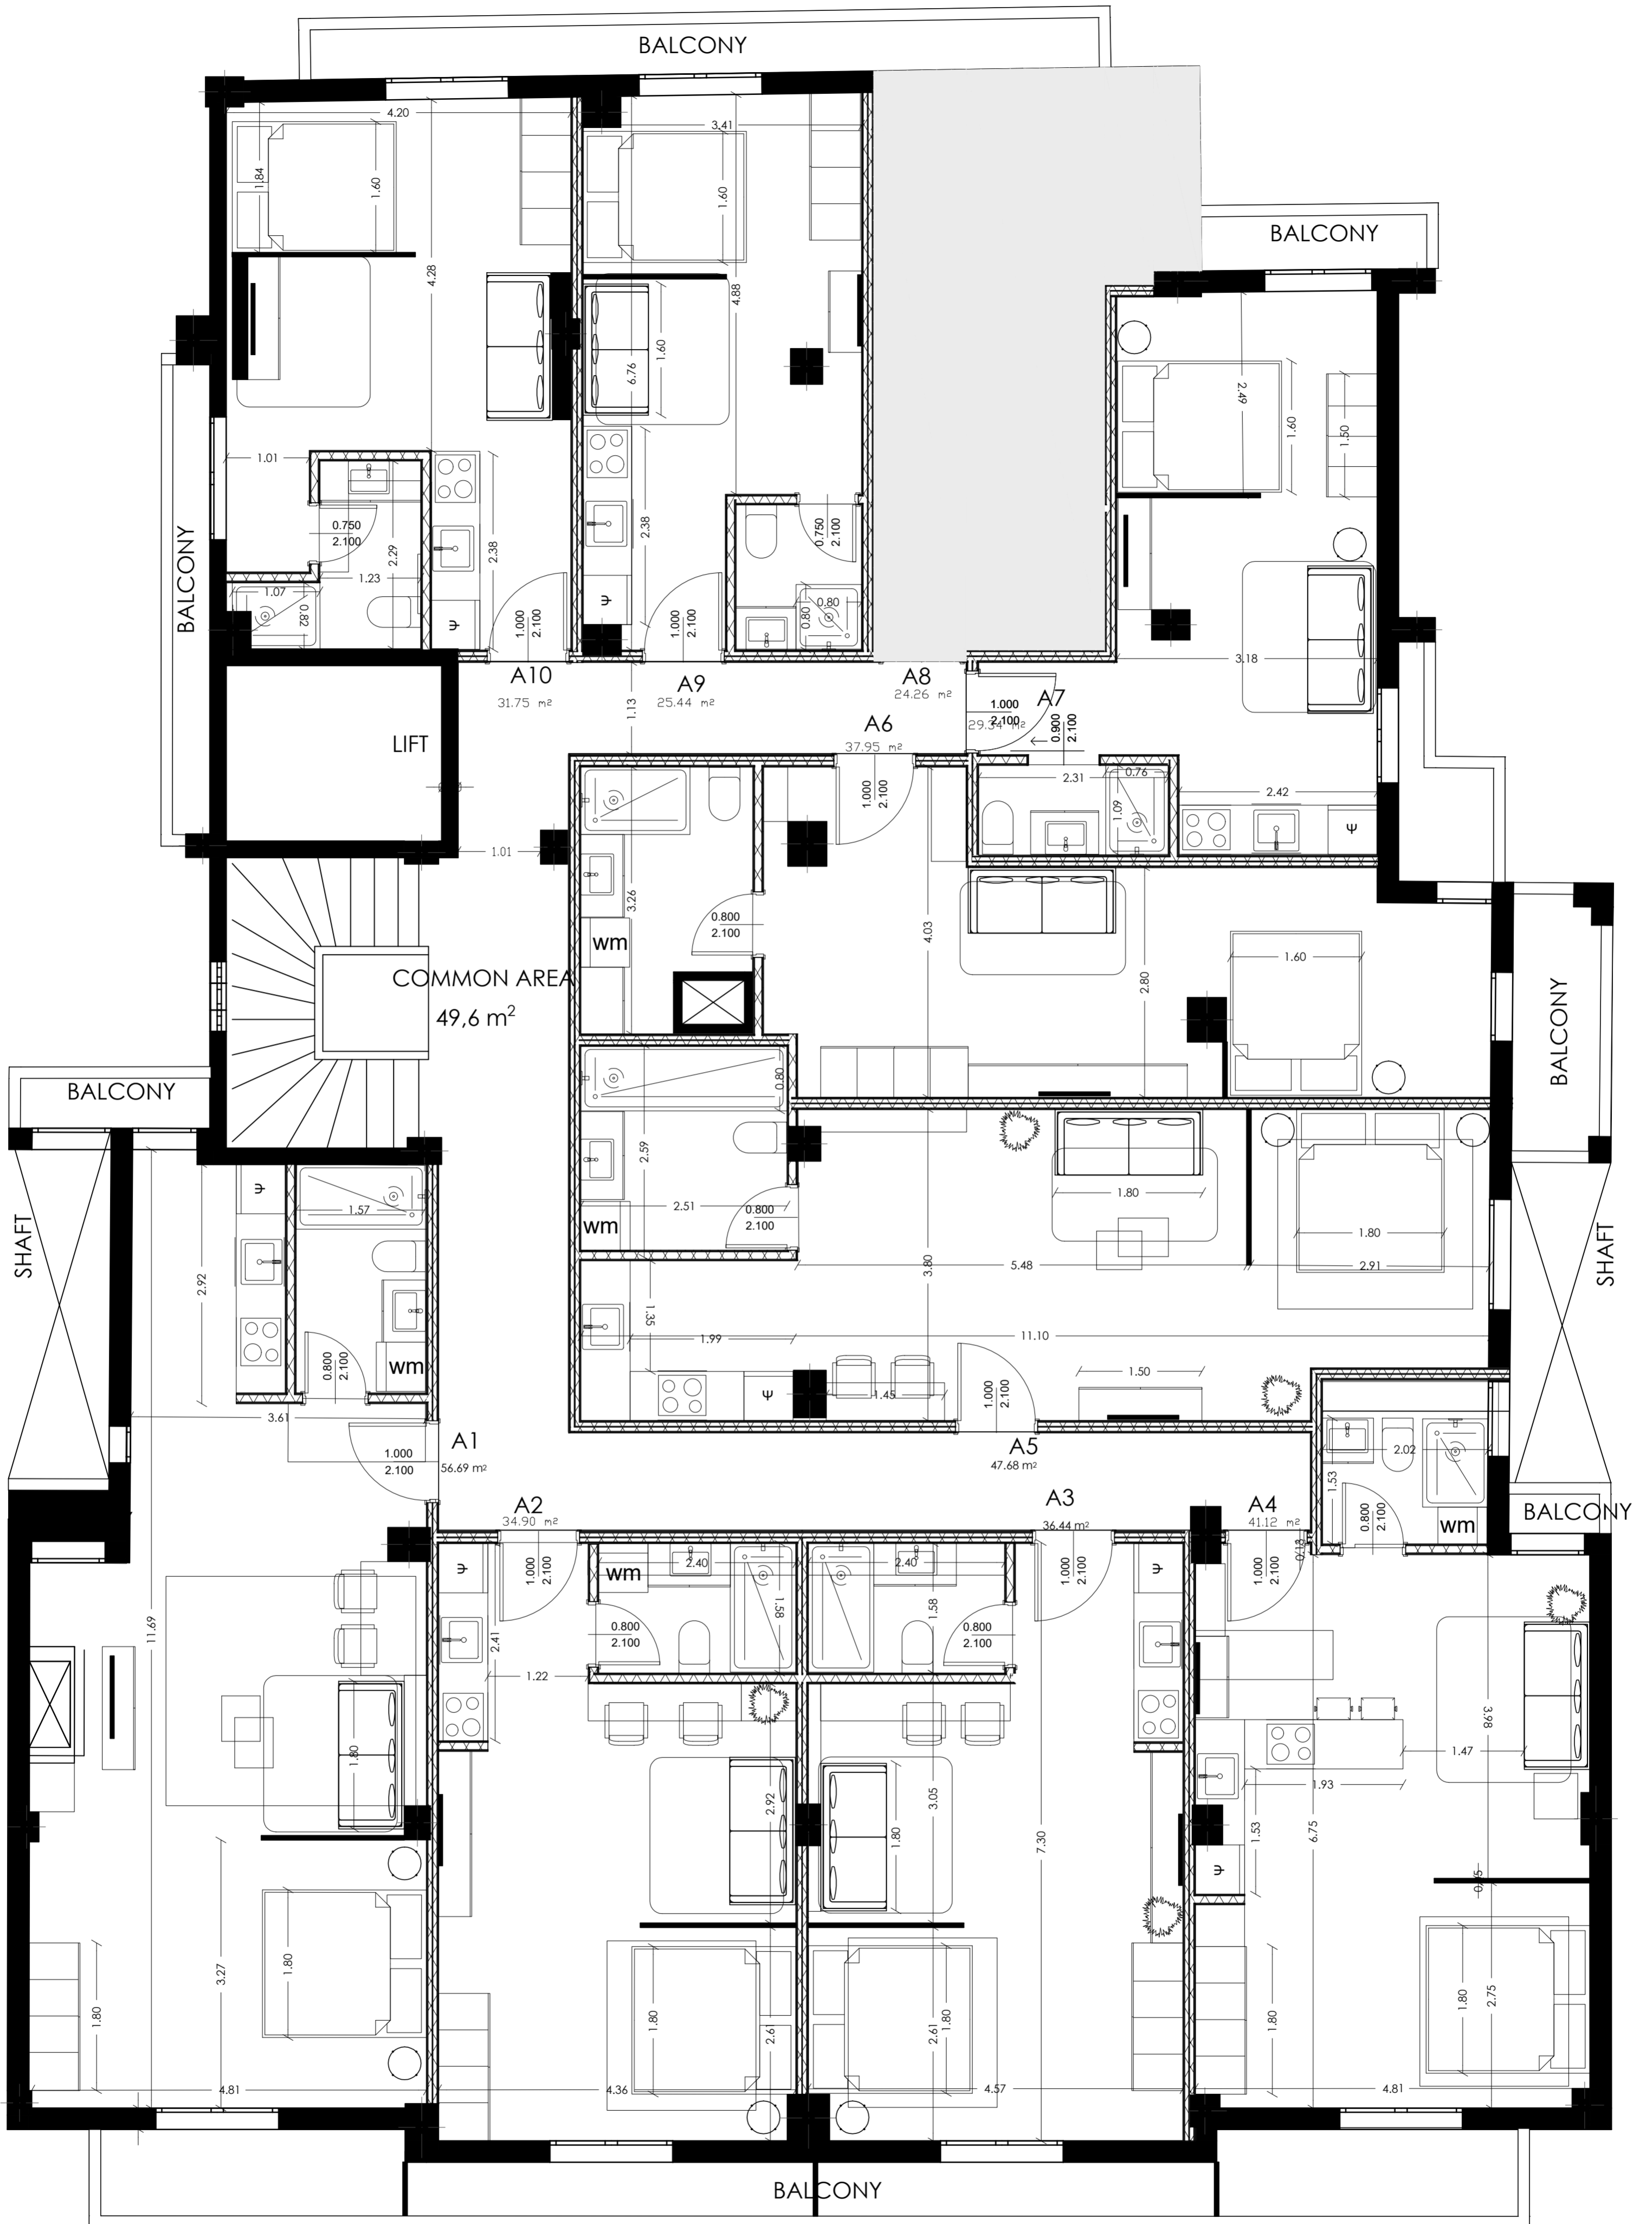 BALCONY
4.20
3.41
1.84
1.60
1.60
BALCONY
4.28
4.88
2.49
1.60
1.50
6.76
1.60
1.01
0.750
2.100
2.29
2.38
2.38
0.750
2.100
BALCONY
1.23
1.07
0.82
0.80
0.80
Ψ
Ψ
1.000
2.100
1.000
2.100
3.18
A10
31.75 m²
A9
25.44 m²
A8
24.26 m²
A7
29.34 m²
1.000
2.100
0.900
2.100
1.13
A6
37.95 m²
LIFT
1.000
2.100
2.31
0.76
1.09
2.42
Ψ
1.01
3.26
0.800
2.100
4.03
wm
1.60
2.80
COMMON AREA
49,6 m²
BALCONY
BALCONY
0.80
2.59
2.51
0.800
2.100
wm
1.80
1.80
SHAFT
SHAFT
Ψ
1.57
2.92
5.48
2.91
3.80
1.35
1.99
11.10
1.50
1.45
Ψ
1.000
2.100
0.800
2.100
wm
3.61
A1
56.69 m²
1.000
2.100
A5
47.68 m²
2.02
1.53
0.800
2.100
wm
BALCONY
A2
34.90 m²
A3
36.44 m²
A4
41.12 m²
0.13
Ψ
1.000
2.100
wm
2.40
2.40
1.58
1.58
1.000
2.100
Ψ
1.000
2.100
11.69
2.41
0.800
2.100
0.800
2.100
1.22
1.80
3.98
1.47
1.93
2.92
3.05
1.80
7.30
1.53
6.75
Ψ
0.05
3.27
1.80
1.80
1.80
2.61
2.61
1.80
1.80
1.80
2.75
4.81
4.36
4.57
4.81
BALCONY